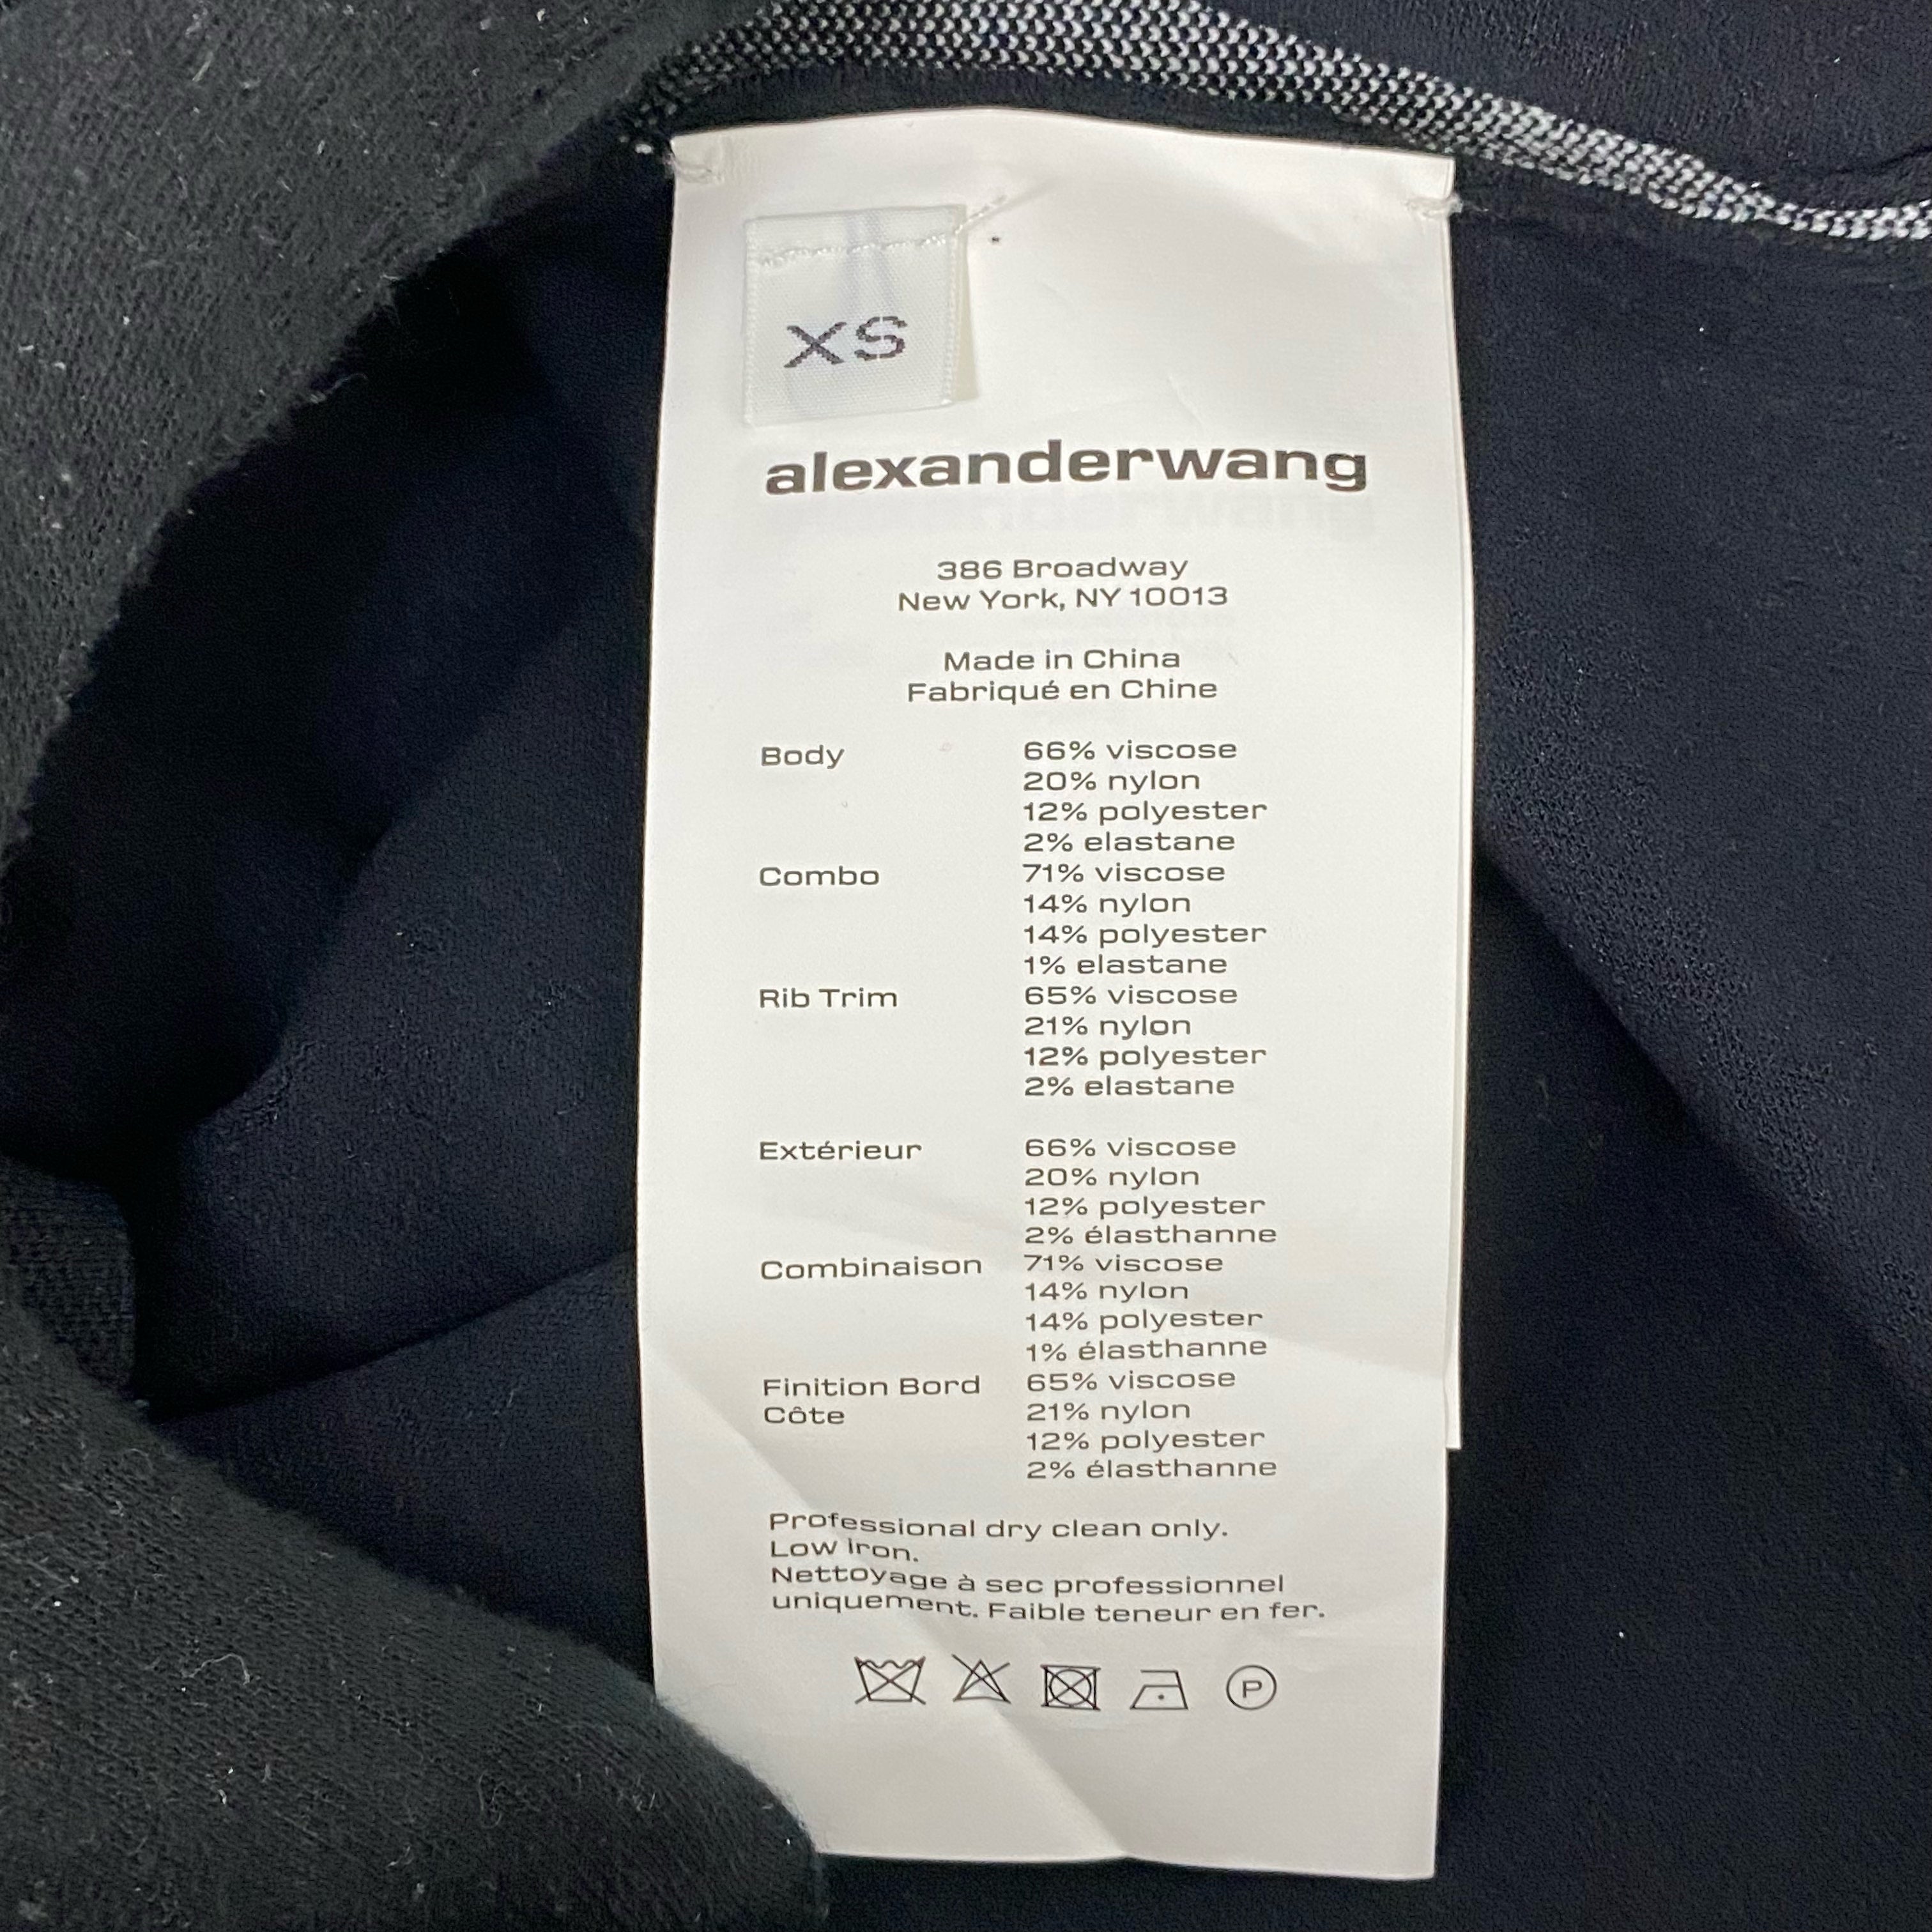 XS
alexanderwang
386 Broadway
New York, NY 10013
Made in China
Fabriqué en Chine
Body 66% viscose
20% nylon
12% polyester
2% elastane
Combo 71% viscose
14% nylon
14% polyester
1% elastane
Rib Trim 65% viscose
21% nylon
12% polyester
2% elastane
Extérieur 66% viscose
20% nylon
12% polyester
2% élasthanne
Combinaison 71% viscose
14% nylon
14% polyester
1% élasthanne
Finition Bord 65% viscose
Côte 21% nylon
12% polyester
2% élasthanne
Professional dry clean only.
Low iron.
Nettoyage à sec professionnel
uniquement. Faible teneur en fer.
P